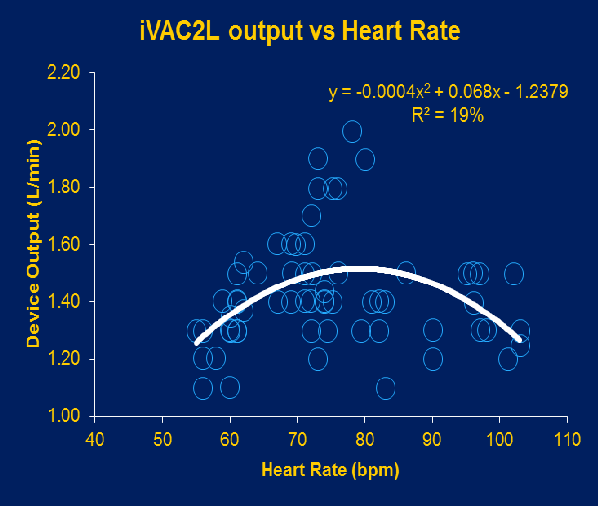 iVAC2L output vs Heart Rate
y = -0.0004x² + 0.068x - 1.2379
R² = 19%
Device Output (L/min)
2.20
2.00
1.80
1.60
1.40
1.20
1.00
40 50 60 70 80 90 100 110
Heart Rate (bpm)